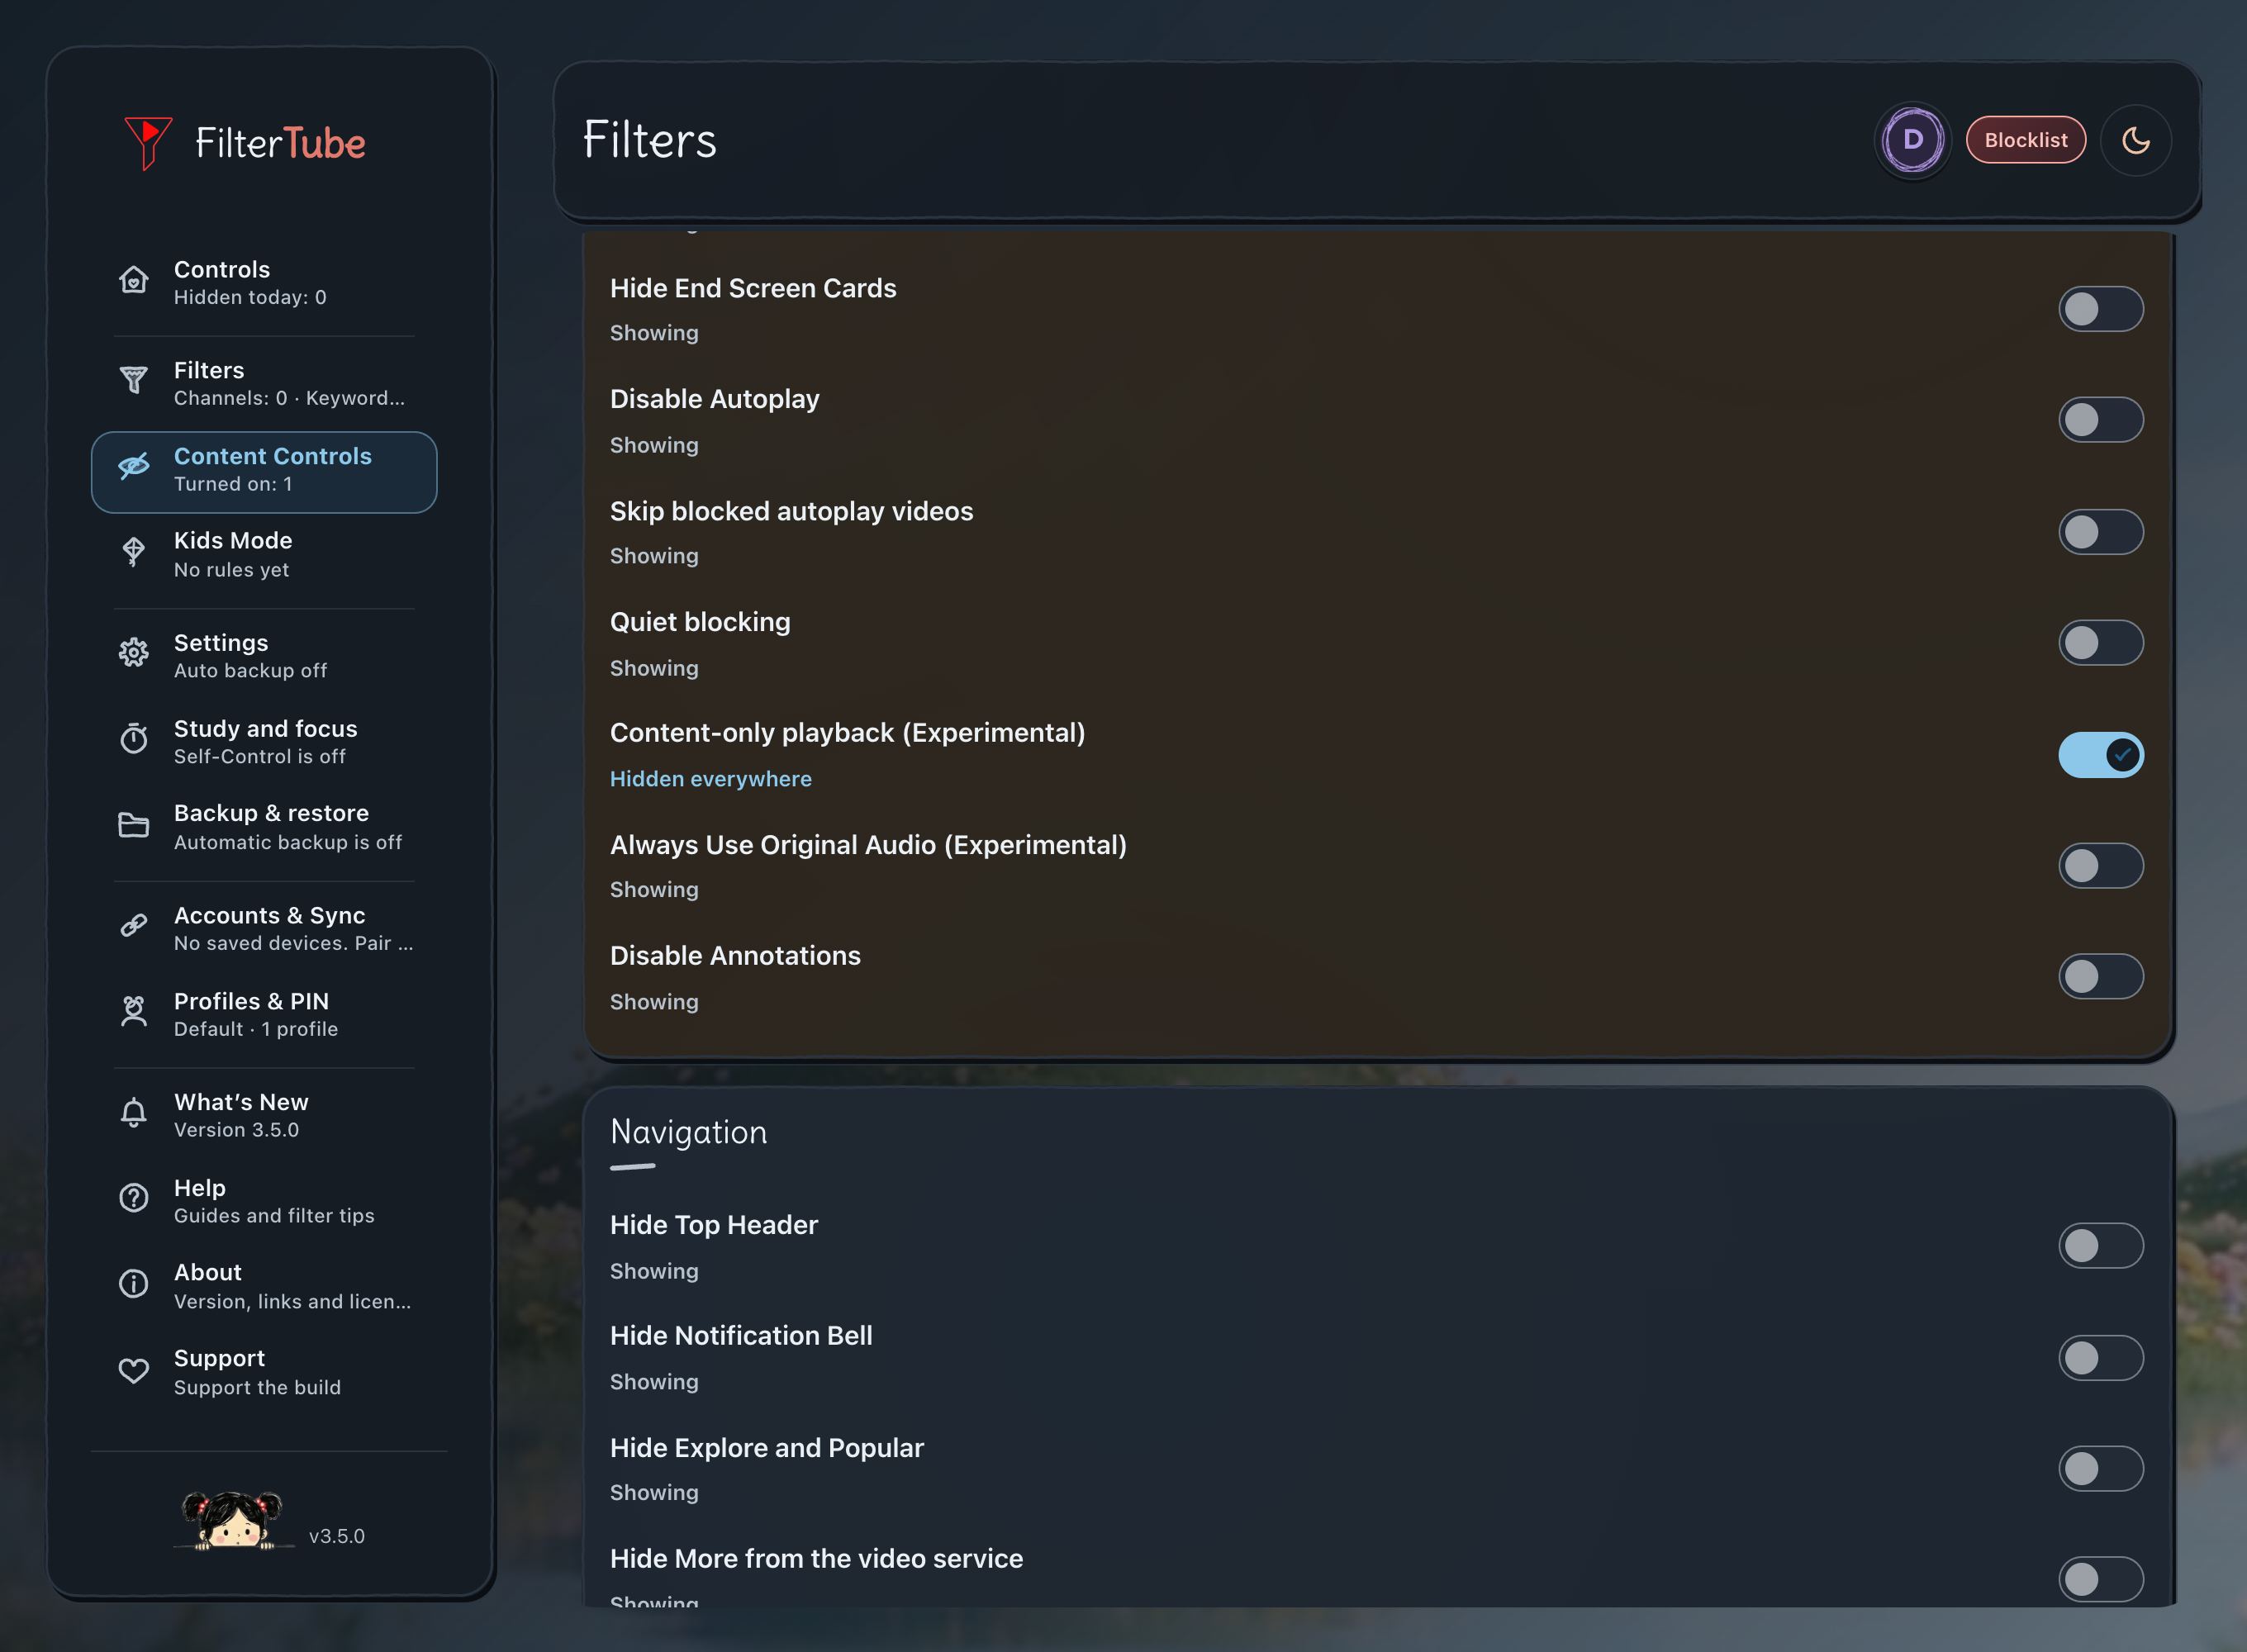 FilterTube
Controls
Hidden today: 0
Filters
Channels: 0 · Keyword...
Content Controls
Turned on: 1
Kids Mode
No rules yet
Settings
Auto backup off
Study and focus
Self-Control is off
Backup & restore
Automatic backup is off
Accounts & Sync
No saved devices. Pair ...
Profiles & PIN
Default · 1 profile
What’s New
Version 3.5.0
Help
Guides and filter tips
About
Version, links and licen...
Support
Support the build
v3.5.0
Filters
D
Blocklist
Hide End Screen Cards
Showing
Disable Autoplay
Showing
Skip blocked autoplay videos
Showing
Quiet blocking
Showing
Content-only playback (Experimental)
Hidden everywhere
Always Use Original Audio (Experimental)
Showing
Disable Annotations
Showing
Navigation
Hide Top Header
Showing
Hide Notification Bell
Showing
Hide Explore and Popular
Showing
Hide More from the video service
Showing